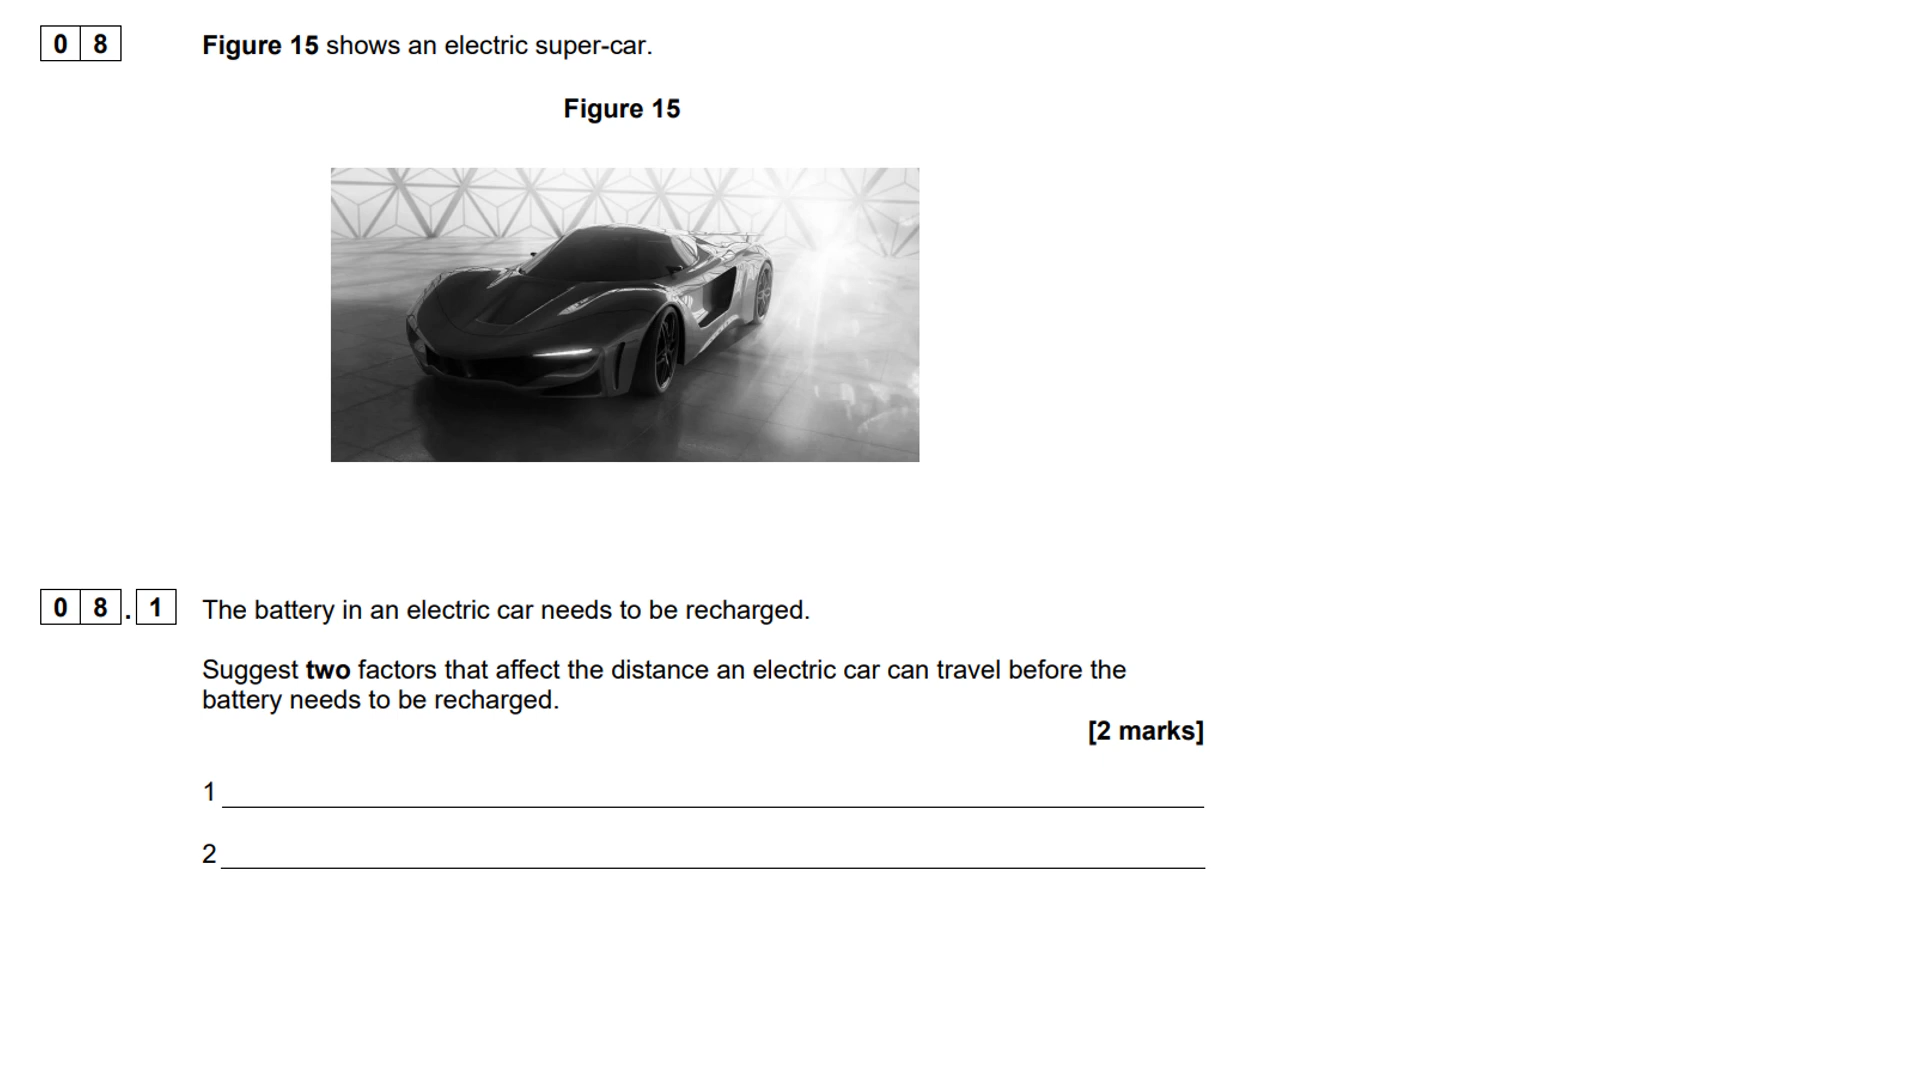 0 8 Figure 15 shows an electric super-car.
Figure 15
0 8 . 1 The battery in an electric car needs to be recharged.
Suggest two factors that affect the distance an electric car can travel before the
battery needs to be recharged.
[2 marks]
1
2